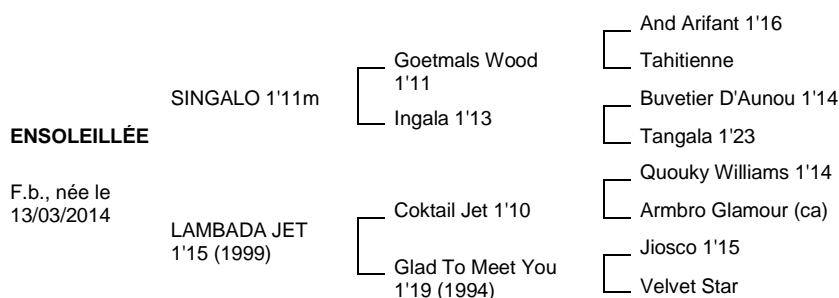 ENSOLEILLÉE
F.b., née le
13/03/2014
SINGALO 1'11m
LAMBADA JET
1'15 (1999)
Goetmals Wood
1'11
Ingala 1'13
Coktail Jet 1'10
Glad To Meet You
1'19 (1994)
And Arifant 1'16
Tahitienne
Buvetier D'Aunou 1'14
Tangala 1'23
Quouky Williams 1'14
Armbro Glamour (ca)
Jiosco 1'15
Velvet Star